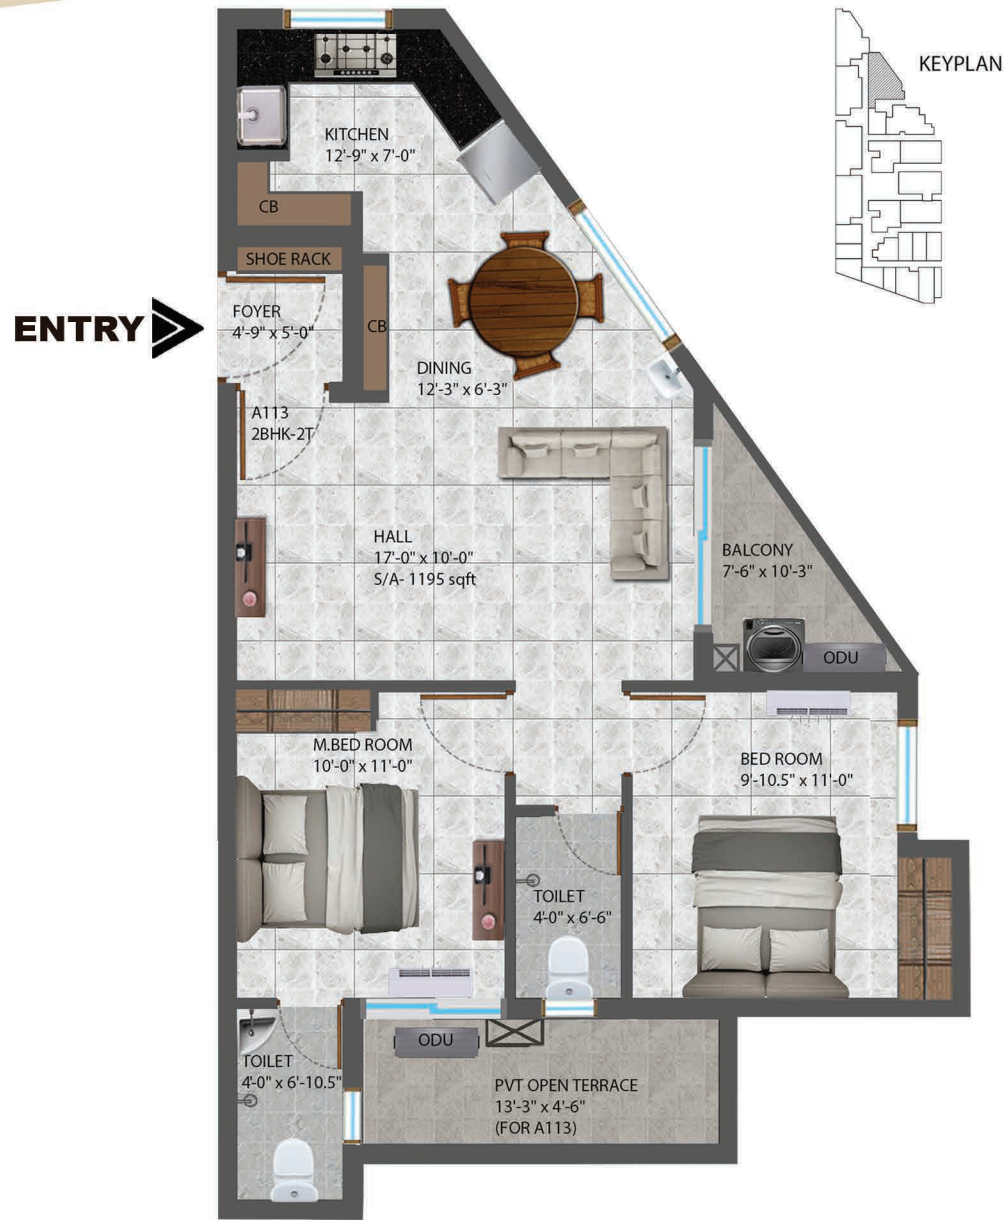 KEYPLAN
KITCHEN
12'-9" x 7'-0"
CB
SHOE RACK
ENTRY
FOYER
4'-9" x 5'-0"
CB
DINING
12'-3" x 6'-3"
A113
2BHK-2T
HALL
17'-0" x 10'-0"
S/A- 1195 sqft
BALCONY
7'-6" x 10'-3"
ODU
M.BED ROOM
10'-0" x 11'-0"
BED ROOM
9'-10.5" x 11'-0"
TOILET
4'-0" x 6'-6"
ODU
TOILET
4'-0" x 6'-10.5"
PVT OPEN TERRACE
13'-3" x 4'-6"
(FOR A113)